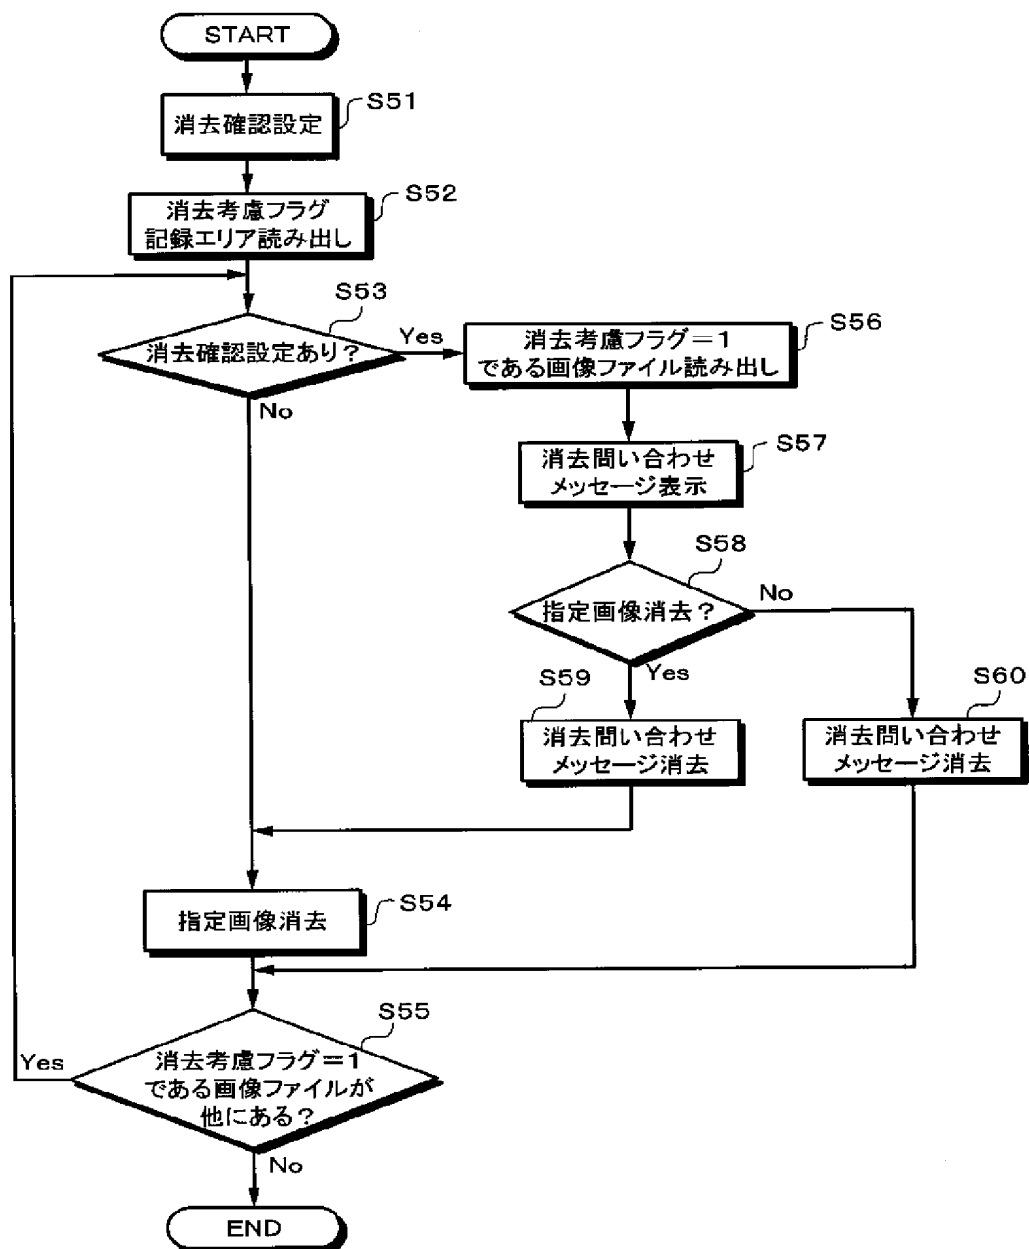 START
消去確認設定
S51
消去考慮フラグ
記録エリア読み出し
S52
消去確認設定あり？
S53
Yes
No
消去考慮フラグ＝1
である画像ファイル読み出し
S56
消去問い合わせ
メッセージ表示
S57
指定画像消去？
S58
No
Yes
S59
消去問い合わせ
メッセージ消去
S60
消去問い合わせ
メッセージ消去
指定画像消去
S54
S55
消去考慮フラグ＝1
である画像ファイルが
他にある？
Yes
No
END